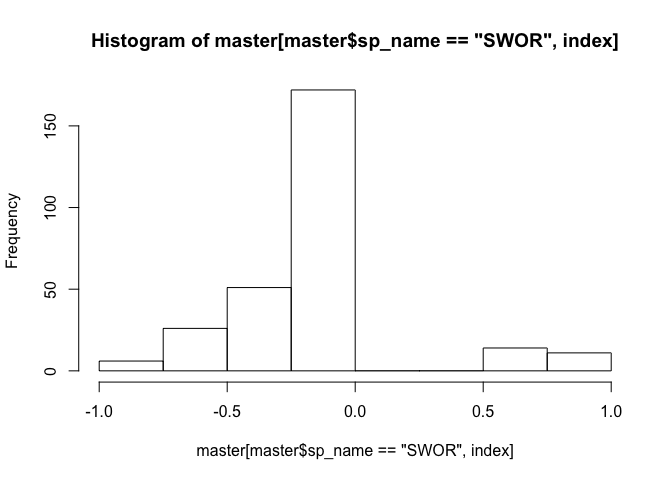 Histogram of master[master$sp_name == "SWOR", index]
Frequency
150
100
50
0
-1.0 -0.5 0.0 0.5 1.0
master[master$sp_name == "SWOR", index]